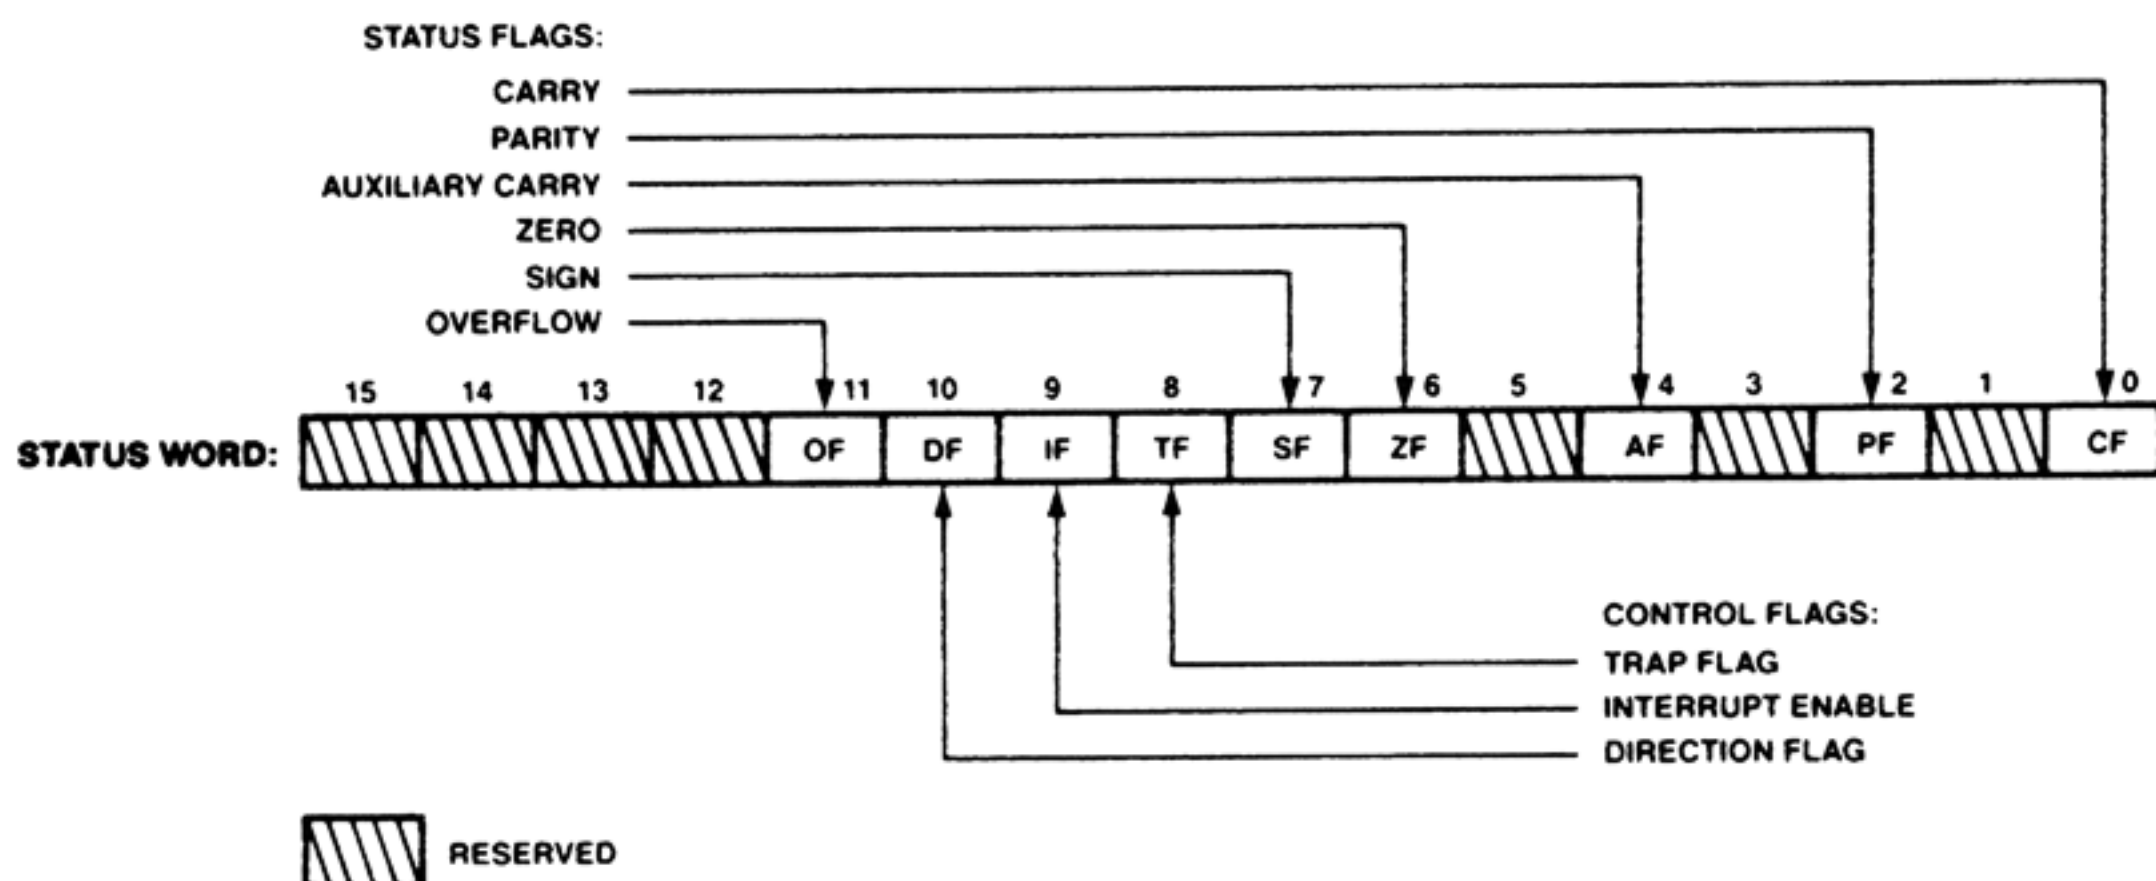 STATUS FLAGS:
CARRY
PARITY
AUXILIARY CARRY
ZERO
SIGN
OVERFLOW
15 14 13 12 11 10 9 8 7 6 5 4 3 2 1 0
STATUS WORD: OF DF IF TF SF ZF AF PF CF
CONTROL FLAGS:
TRAP FLAG
INTERRUPT ENABLE
DIRECTION FLAG
RESERVED